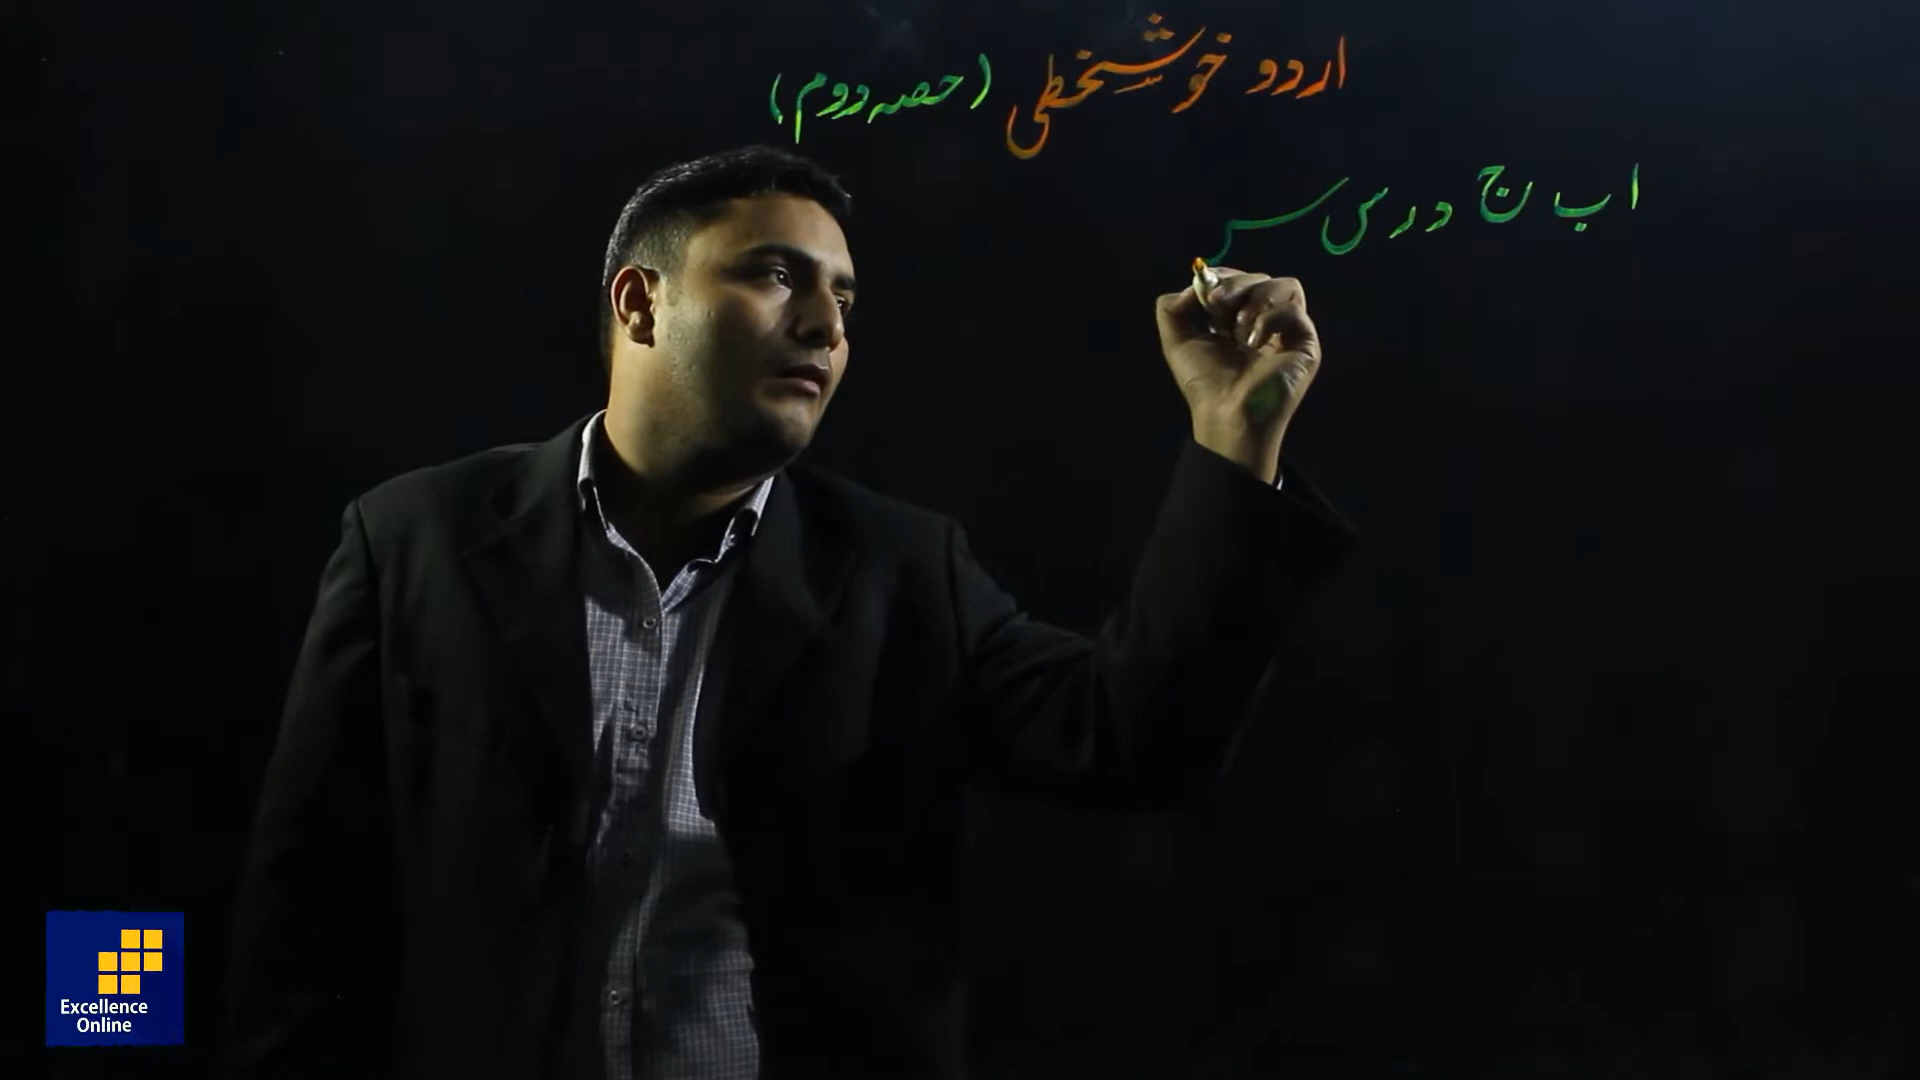 اردو خوشخطی (حصہ دوم)
ا ب ج د ر س س
Excellence
Online